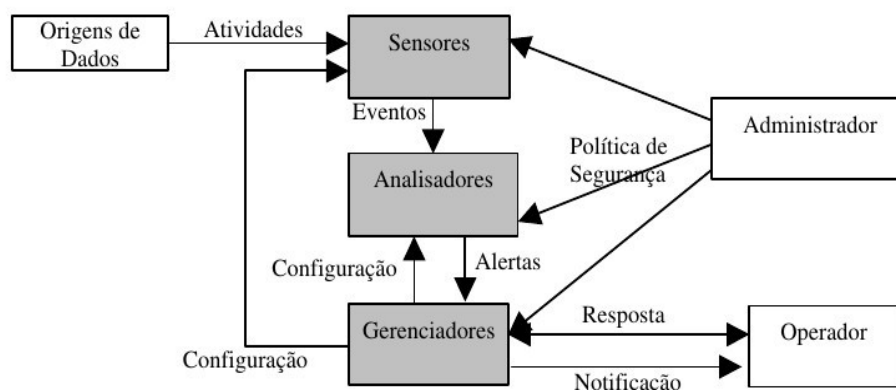 Origens de
Dados
Atividades
Sensores
Eventos
Administrador
Política de
Segurança
Analisadores
Configuração
Alertas
Gerenciadores
Resposta
Operador
Configuração
Notificação